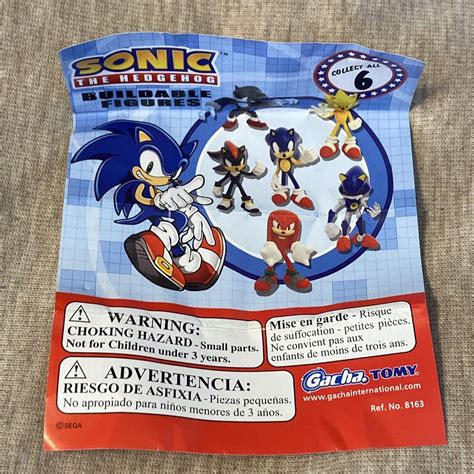 SONIC™
THE HEDGEHOG
BUILDABLE
FIGURES
COLLECT ALL
6
WARNING:
CHOKING HAZARD - Small parts.
Not for Children under 3 years.
Mise en garde - Risque
de suffocation - petites pièces.
Ne convient pas aux
enfants de moins de trois ans.
ADVERTENCIA:
RIESGO DE ASFIXIA - Piezas pequeñas.
No apropiado para niños menores de 3 años.
Gacha. TOMY
www.gachainternational.com
Ref. No. 8163
©SEGA